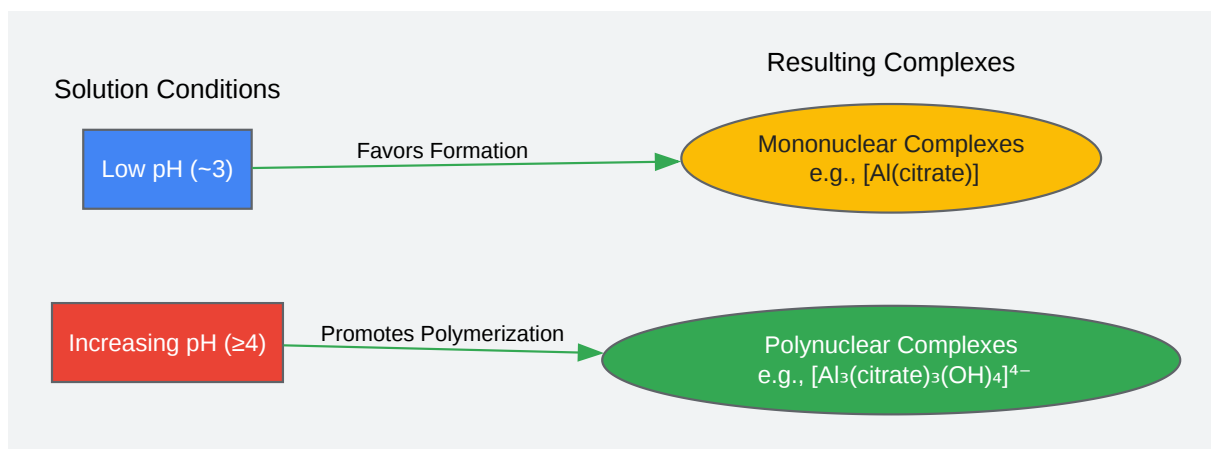 Solution Conditions
Resulting Complexes
Low pH (~3)
Favors Formation
Mononuclear Complexes
e.g., [Al(citrate)]
Increasing pH (≥4)
Promotes Polymerization
Polynuclear Complexes
e.g., [Al₃(citrate)₃(OH)₄]⁴⁻